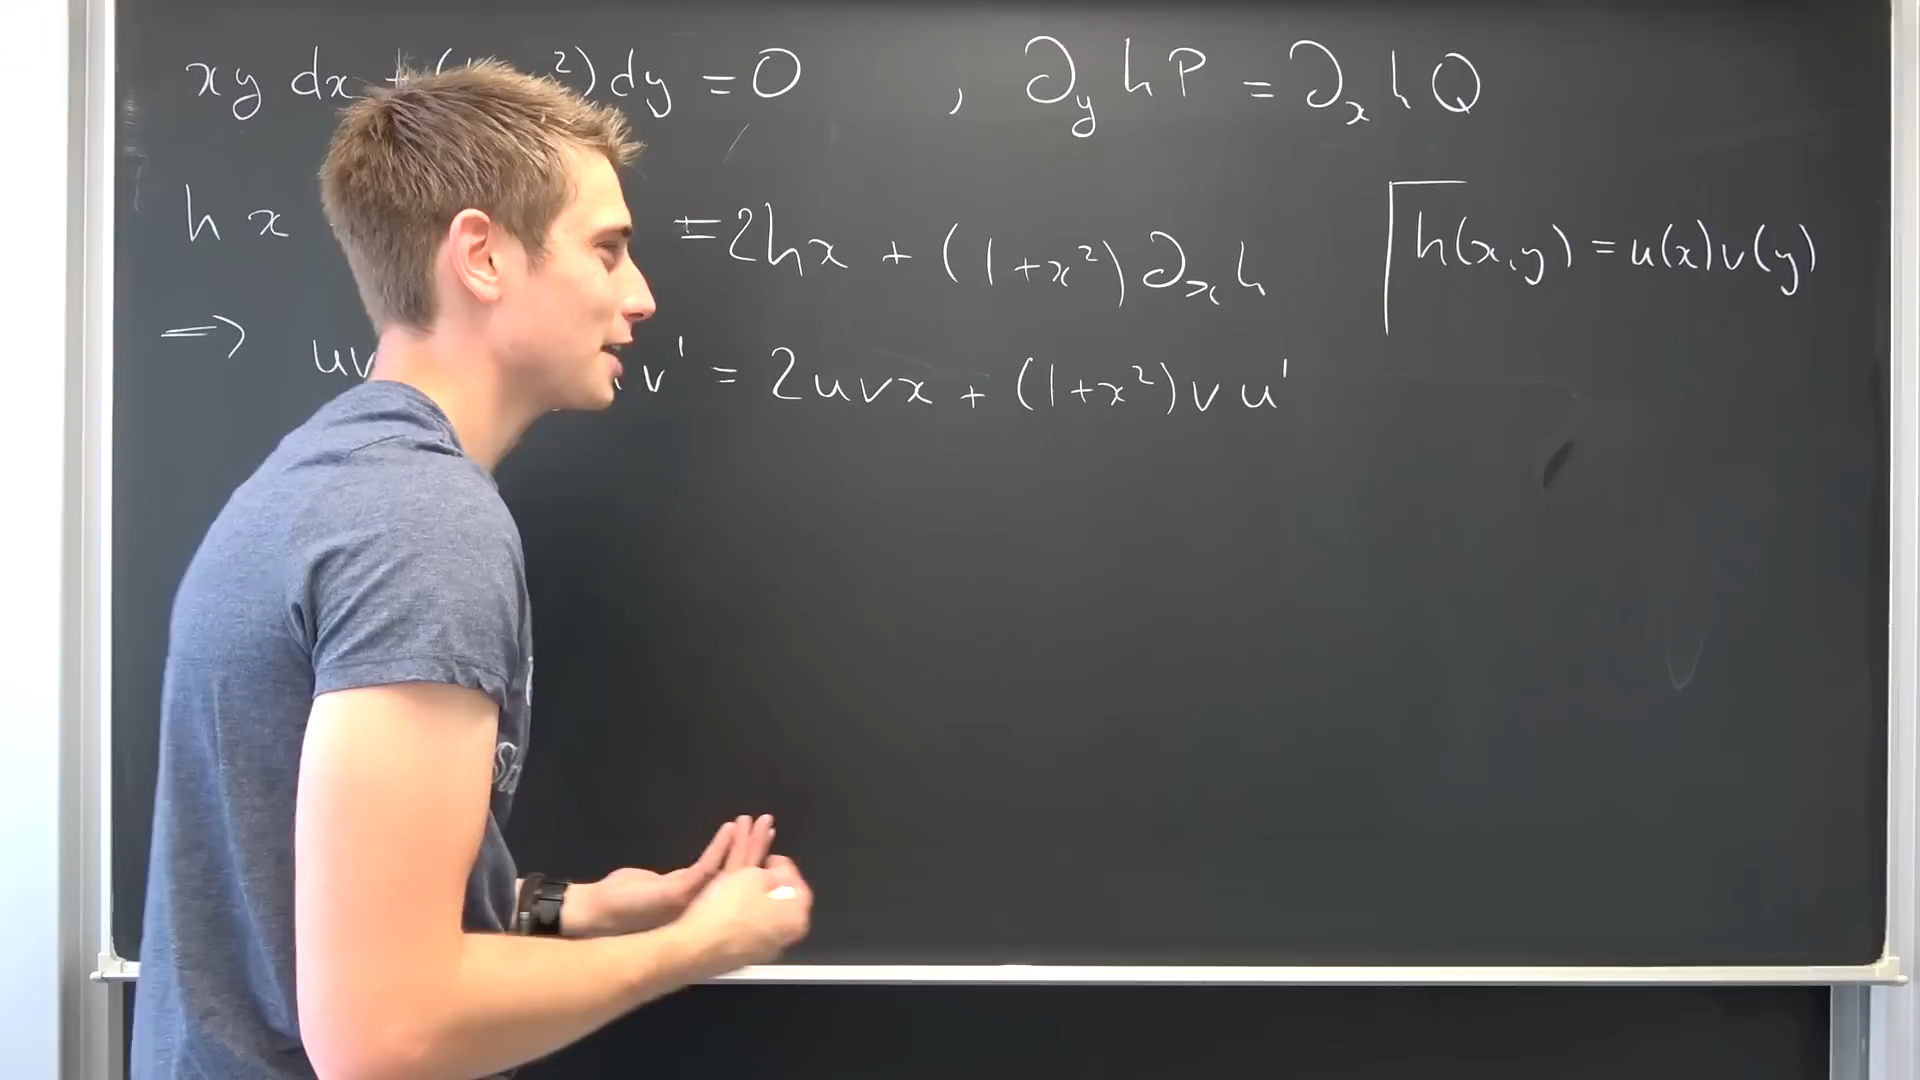 xy dx + ( ²) dy = 0 , ∂y h P = ∂x h Q
h x = 2hx + (1+x²) ∂x h
h(x,y) = u(x)v(y)
⇒ uv v' = 2uvx + (1+x²) v u'